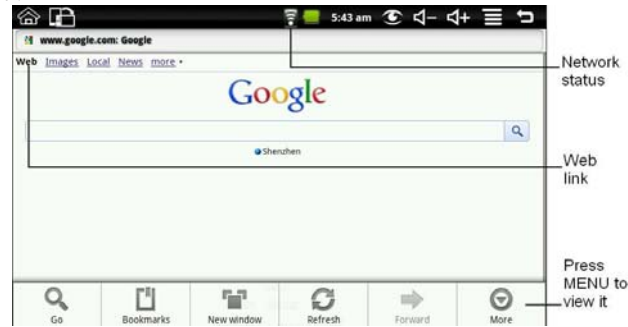 5:43 am
www.google.com: Google
Web Images Local News more
Google
Shenzhen
Go Bookmarks New window Refresh Forward More
Network
status
Web
link
Press
MENU to
view it